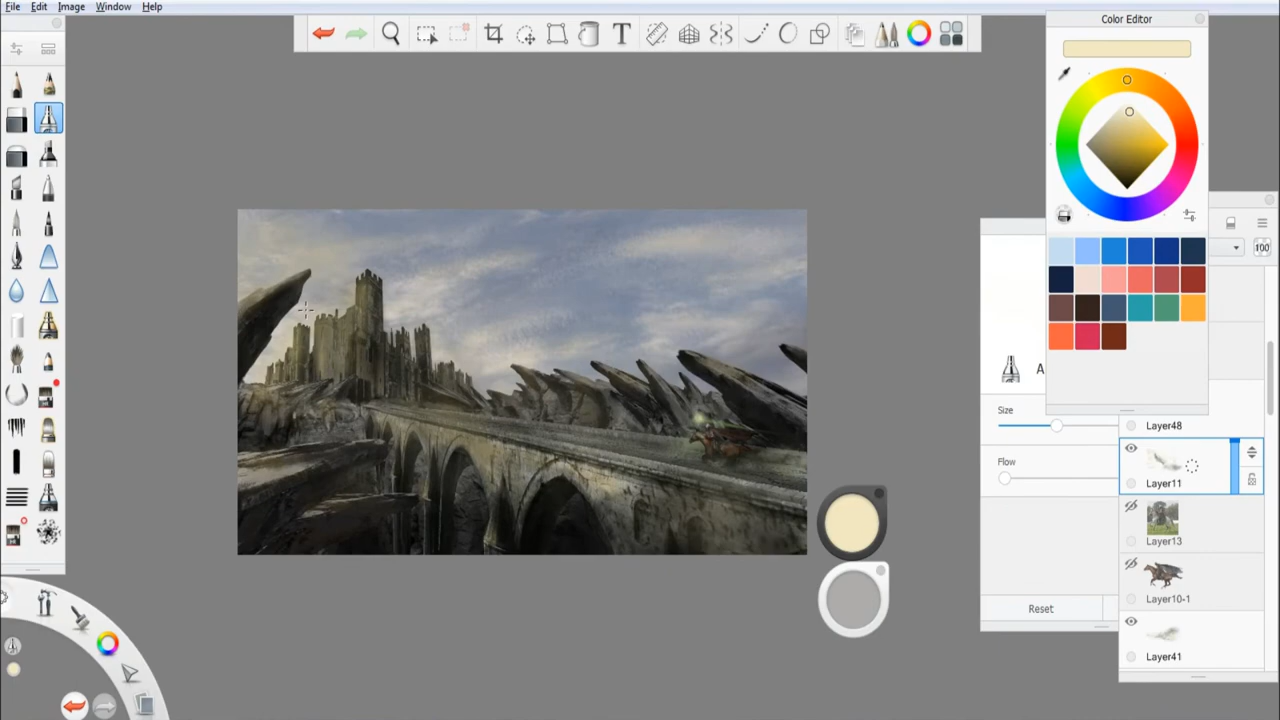 File Edit Image Window Help
Color Editor
T
100
A
Size
Flow
Reset
Layer48
Layer11
Layer13
Layer10-1
Layer41